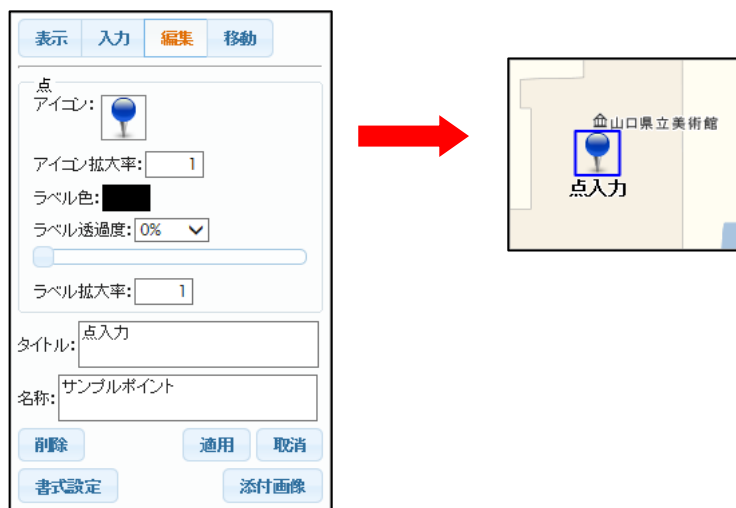 表示 入力 編集 移動
点
アイコン:
アイコン拡大率: 1
ラベル色:
ラベル透過度: 0%
ラベル拡大率: 1
タイトル: 点入力
名称: サンプルポイント
削除 適用 取消
書式設定 添付画像
山口県立美術館
点入力